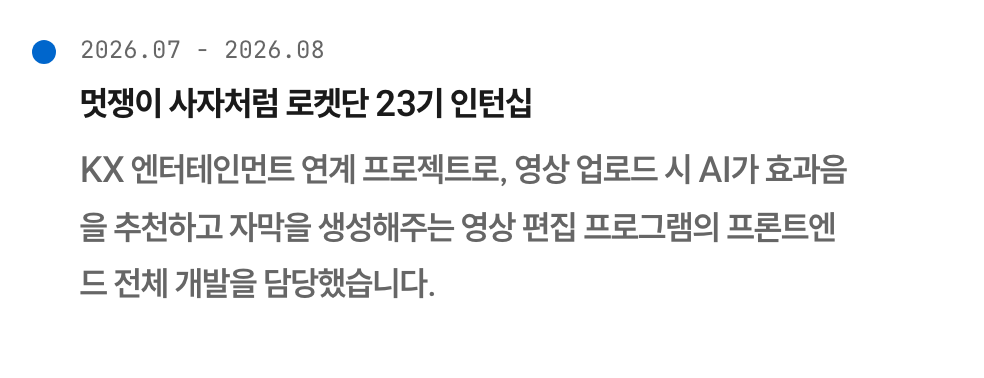 2026.07 - 2026.08
멋쟁이 사자처럼 로켓단 23기 인턴십
KX 엔터테인먼트 연계 프로젝트로, 영상 업로드 시 AI가 효과음
을 추천하고 자막을 생성해주는 영상 편집 프로그램의 프론트엔
드 전체 개발을 담당했습니다.